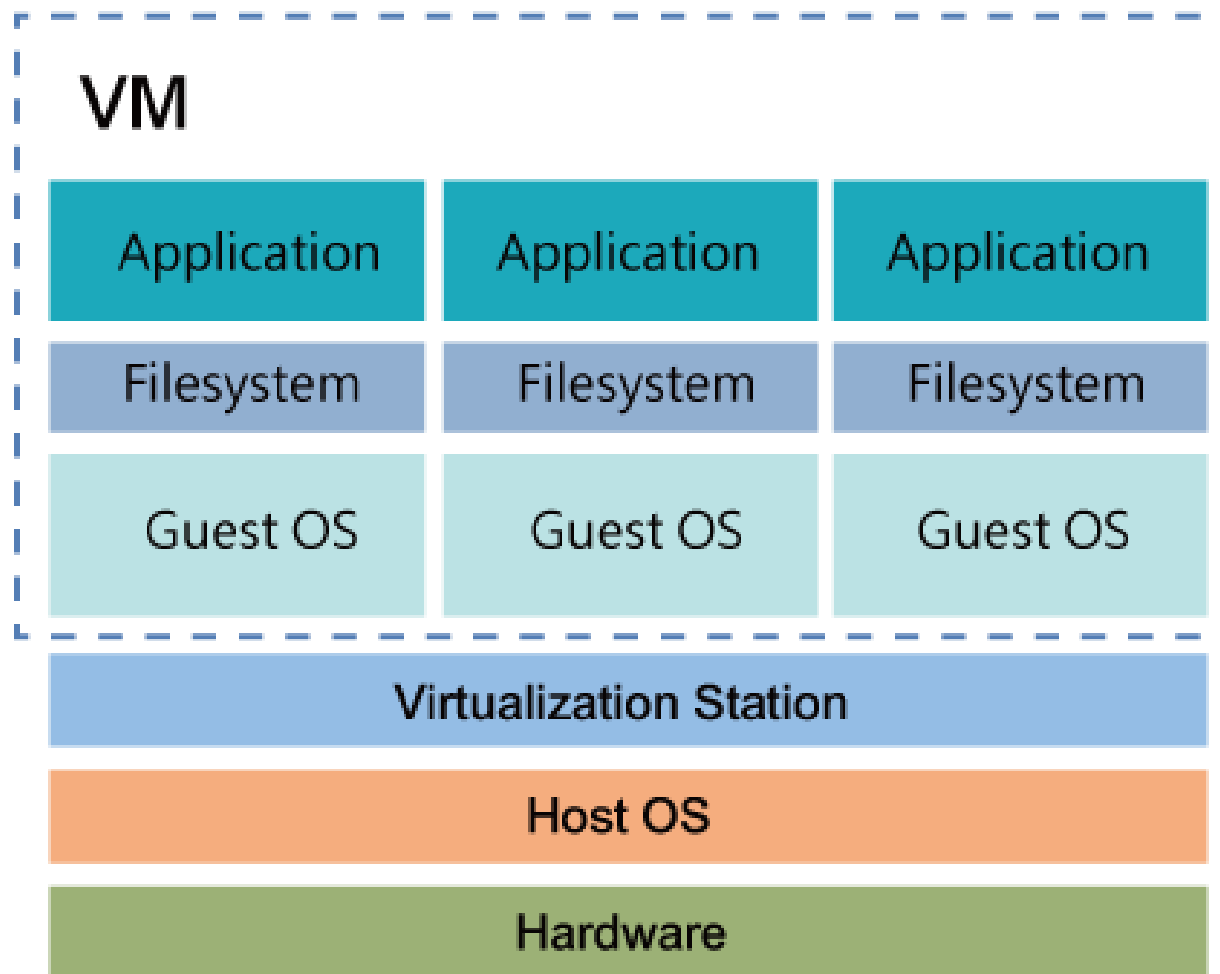 VM
Application Application Application
Filesystem Filesystem Filesystem
Guest OS Guest OS Guest OS
Virtualization Station
Host OS
Hardware